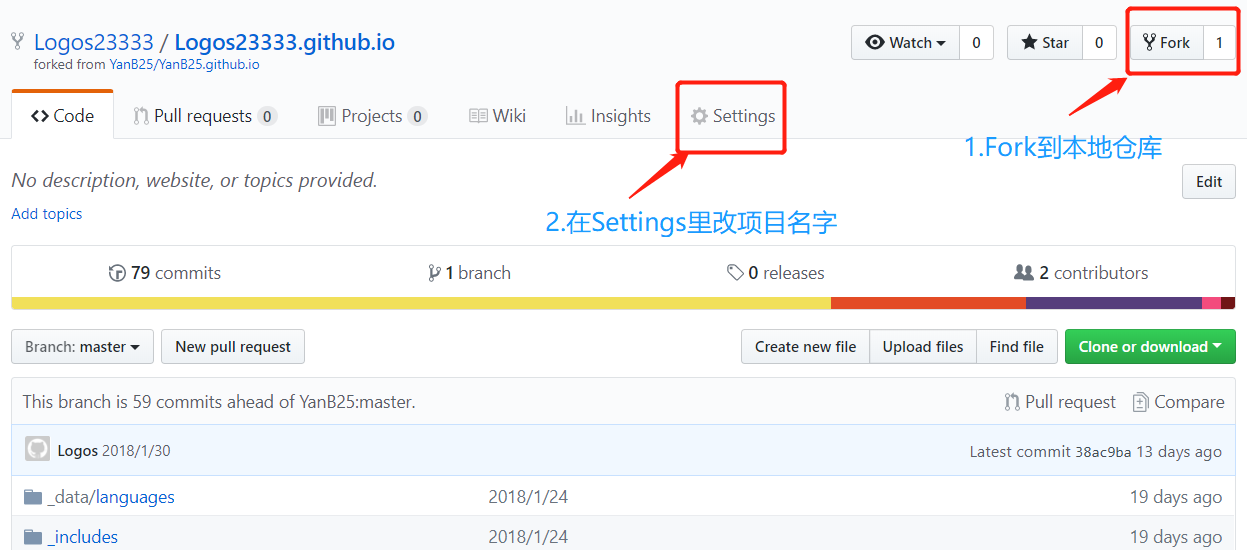 Logos23333 / Logos23333.github.io
forked from YanB25/YanB25.github.io
Watch 0 Star 0 Fork 1
Code Pull requests 0 Projects 0 Wiki Insights Settings
1.Fork到本地仓库
No description, website, or topics provided.
Edit
Add topics
2.在Settings里改项目名字
79 commits 1 branch 0 releases 2 contributors
Branch: master New pull request Create new file Upload files Find file Clone or download
This branch is 59 commits ahead of YanB25:master. Pull request Compare
Logos 2018/1/30 Latest commit 38ac9ba 13 days ago
_data/languages 2018/1/24 19 days ago
_includes 2018/1/24 19 days ago